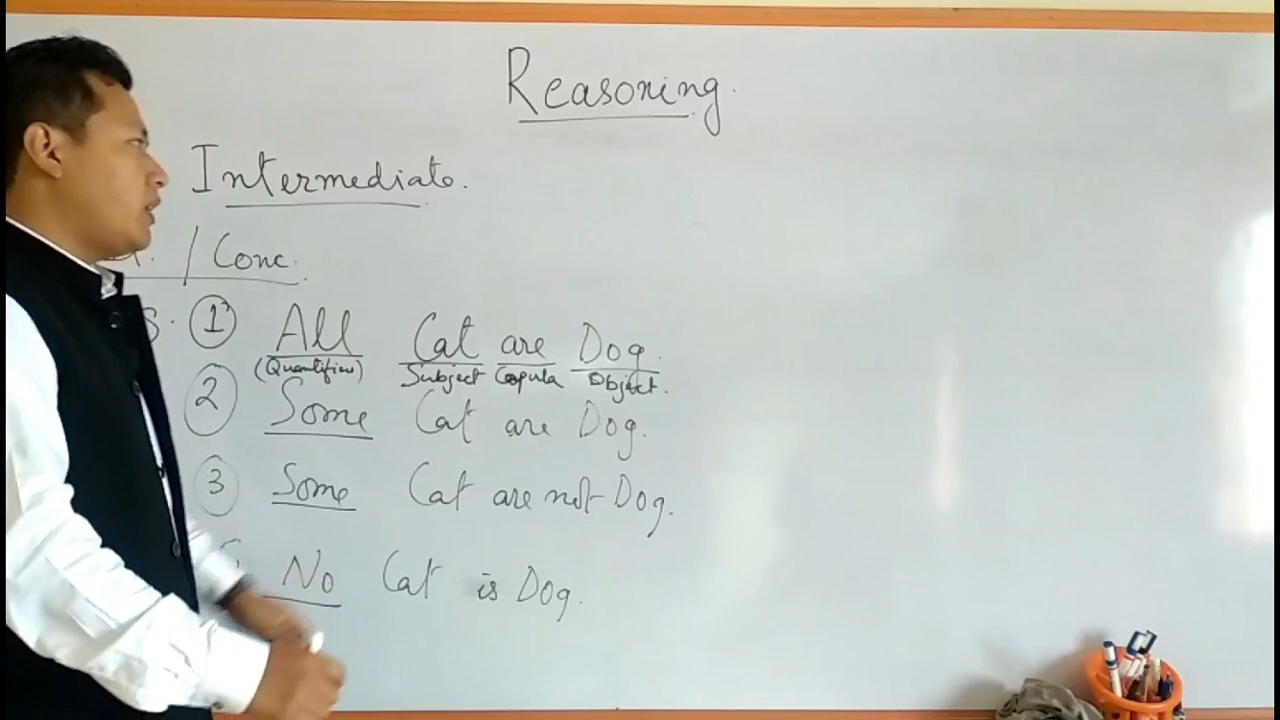 Reasoning.
Intermediate.
/ Conc.
1 All Cat are Dog.
(Quantifier) Subject Copula Object.
2 Some Cat are Dog.
3 Some Cat are not Dog.
No Cat is Dog.